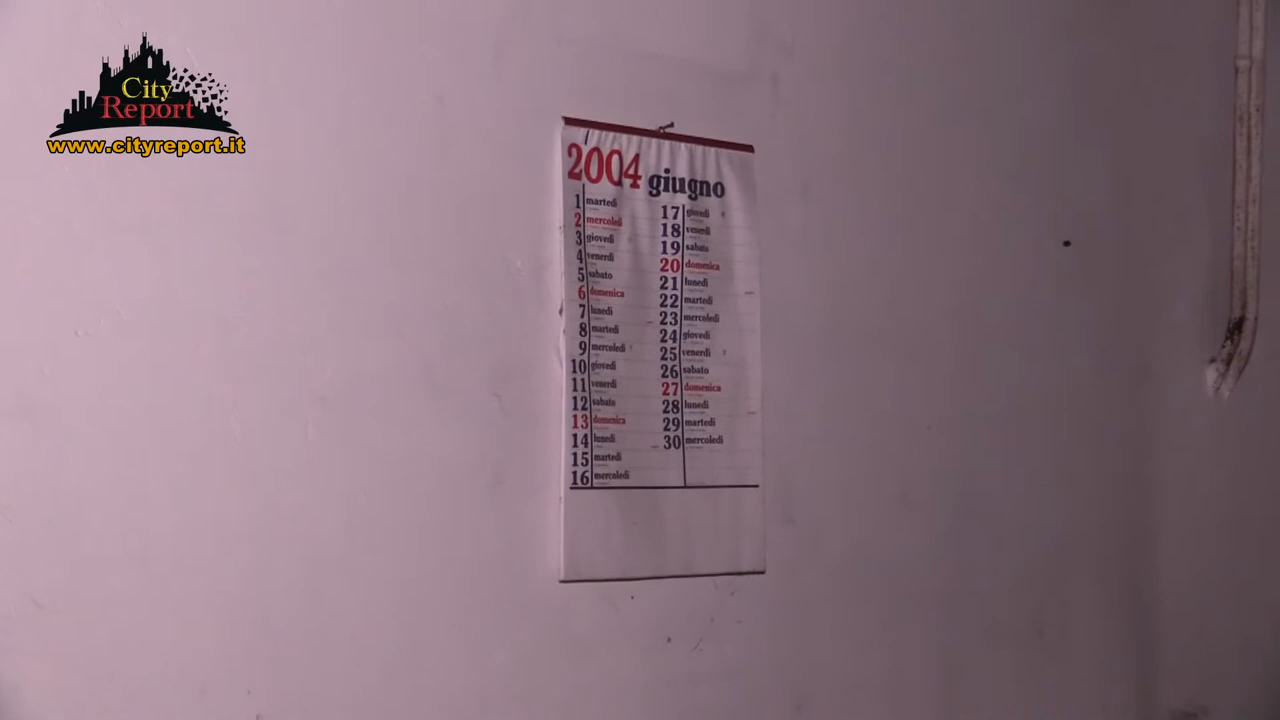 City
Report
www.cityreport.it
2004 giugno
1 martedì
2 mercoledì
3 giovedì
4 venerdì
5 sabato
6 domenica
7 lunedì
8 martedì
9 mercoledì
10 giovedì
11 venerdì
12 sabato
13 domenica
14 lunedì
15 martedì
16 mercoledì
17 giovedì
18 venerdì
19 sabato
20 domenica
21 lunedì
22 martedì
23 mercoledì
24 giovedì
25 venerdì
26 sabato
27 domenica
28 lunedì
29 martedì
30 mercoledì